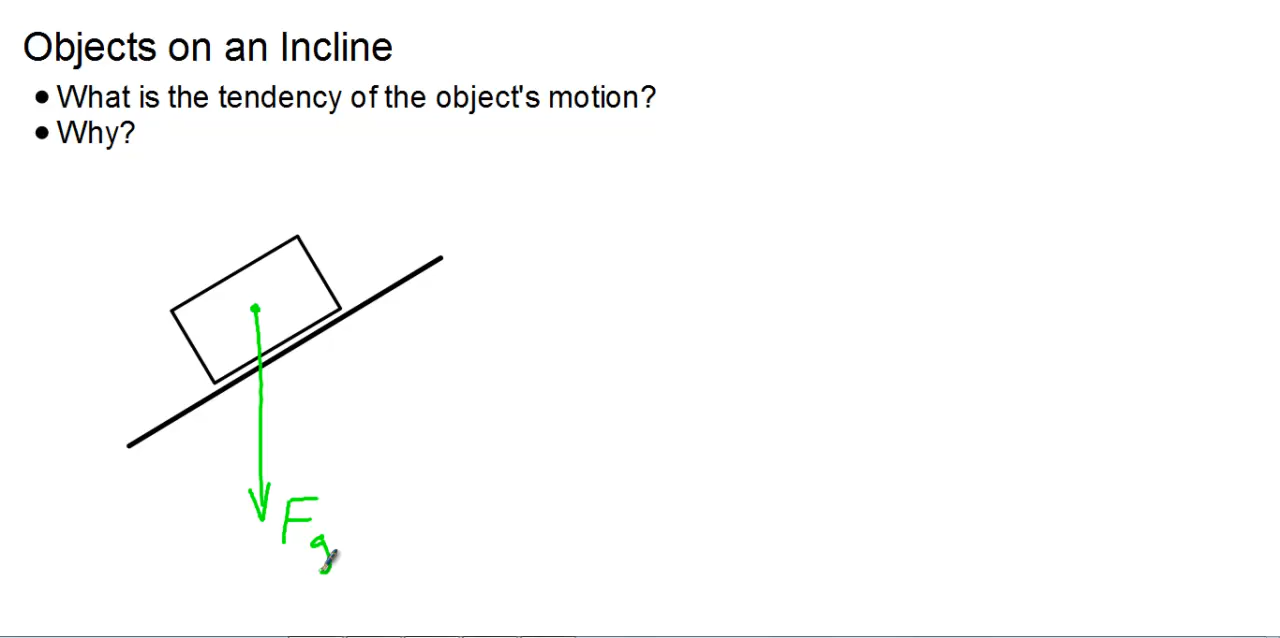 Objects on an Incline
• What is the tendency of the object's motion?
• Why?
Fg